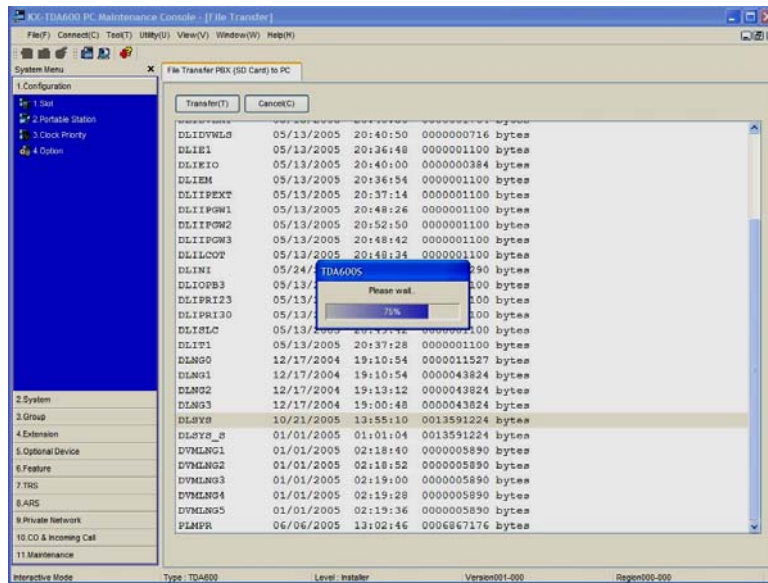 KX-TDA600 PC Maintenance Console - [File Transfer]
File(F) Connect(C) Tool(T) Utility(U) View(V) Window(W) Help(H)
System Menu
1.Configuration
1 Slot
2 Portable Station
3 Clock Priority
4 Option
2.System
3.Group
4.Extension
5.Optional Device
6.Feature
7.TRS
8.ARS
9.Private Network
10.CO & Incoming Call
11.Maintenance
File Transfer PBX (SD Card) to PC
Transfer(T) Cancel(C)
DLIDVWLS 05/13/2005 20:40:50 0000000716 bytes
DLIE1 05/13/2005 20:36:48 0000001100 bytes
DLIEIO 05/13/2005 20:40:00 0000000384 bytes
DLIEM 05/13/2005 20:36:54 0000001100 bytes
DLIIPEXT 05/13/2005 20:37:14 0000001100 bytes
DLIIPGW1 05/13/2005 20:48:26 0000001100 bytes
DLIIPGW2 05/13/2005 20:52:50 0000001100 bytes
DLIIPGW3 05/13/2005 20:48:42 0000001100 bytes
DLILCOT 05/13/2005 20:48:34 0000001100 bytes
DLINI 05/24/ 290 bytes
DLIOPB3 05/13/ 100 bytes
DLIPRI23 05/13/ 100 bytes
DLIPRI30 05/13/ 100 bytes
DLISLC 05/13/2005 100 bytes
DLIT1 05/13/2005 20:37:28 0000001100 bytes
DLNG0 12/17/2004 19:10:54 0000011527 bytes
DLNG1 12/17/2004 19:10:54 0000043824 bytes
DLNG2 12/17/2004 19:13:12 0000043824 bytes
DLNG3 12/17/2004 19:00:48 0000043824 bytes
DLSYS 10/21/2005 13:55:10 0013591224 bytes
DLSYS_S 01/01/2005 01:01:04 0013591224 bytes
DVMLNG1 01/01/2005 02:18:40 0000005890 bytes
DVMLNG2 01/01/2005 02:18:52 0000005890 bytes
DVMLNG3 01/01/2005 02:19:00 0000005890 bytes
DVMLNG4 01/01/2005 02:19:28 0000005890 bytes
DVMLNG5 01/01/2005 02:19:36 0000005890 bytes
PLMPR 06/06/2005 13:02:46 0006867176 bytes
TDA600S
Please wait..
75%
Interactive Mode Type : TDA600 Level : Installer Version001-000 Region000-000